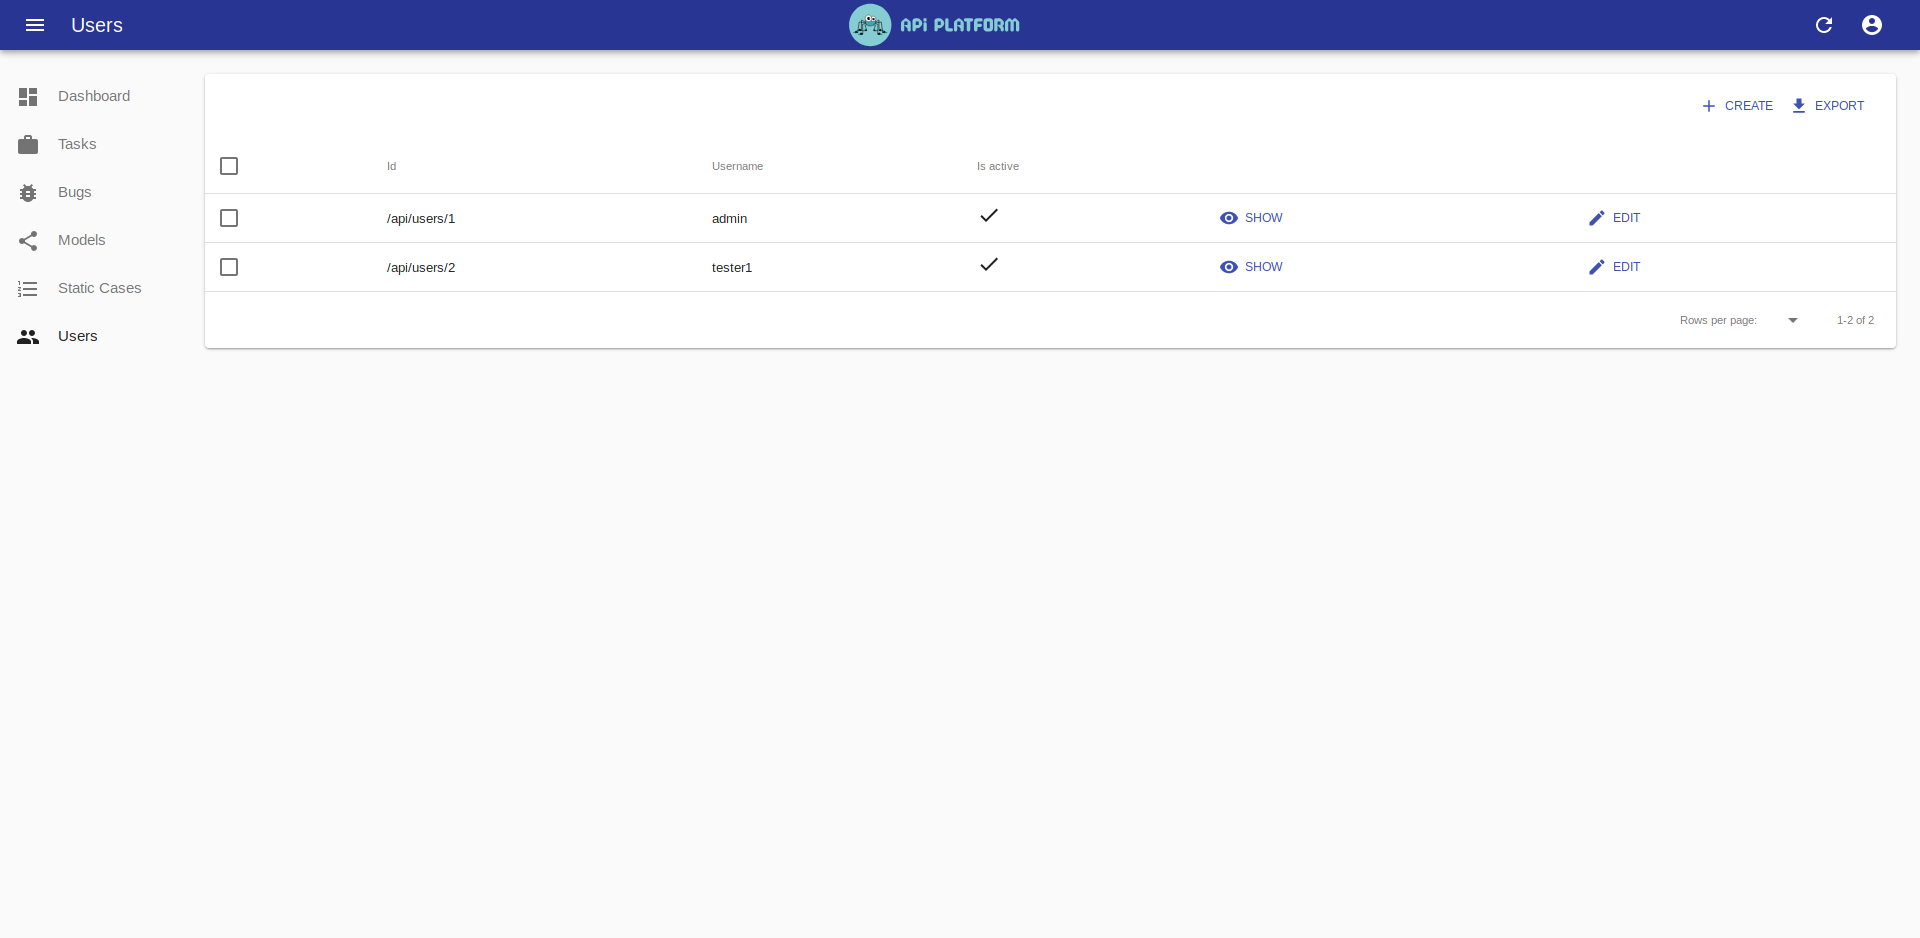 Users
API PLATFORM
Dashboard
Tasks
Bugs
Models
Static Cases
Users
CREATE EXPORT
Id Username Is active
/api/users/1 admin SHOW EDIT
/api/users/2 tester1 SHOW EDIT
Rows per page: 1-2 of 2